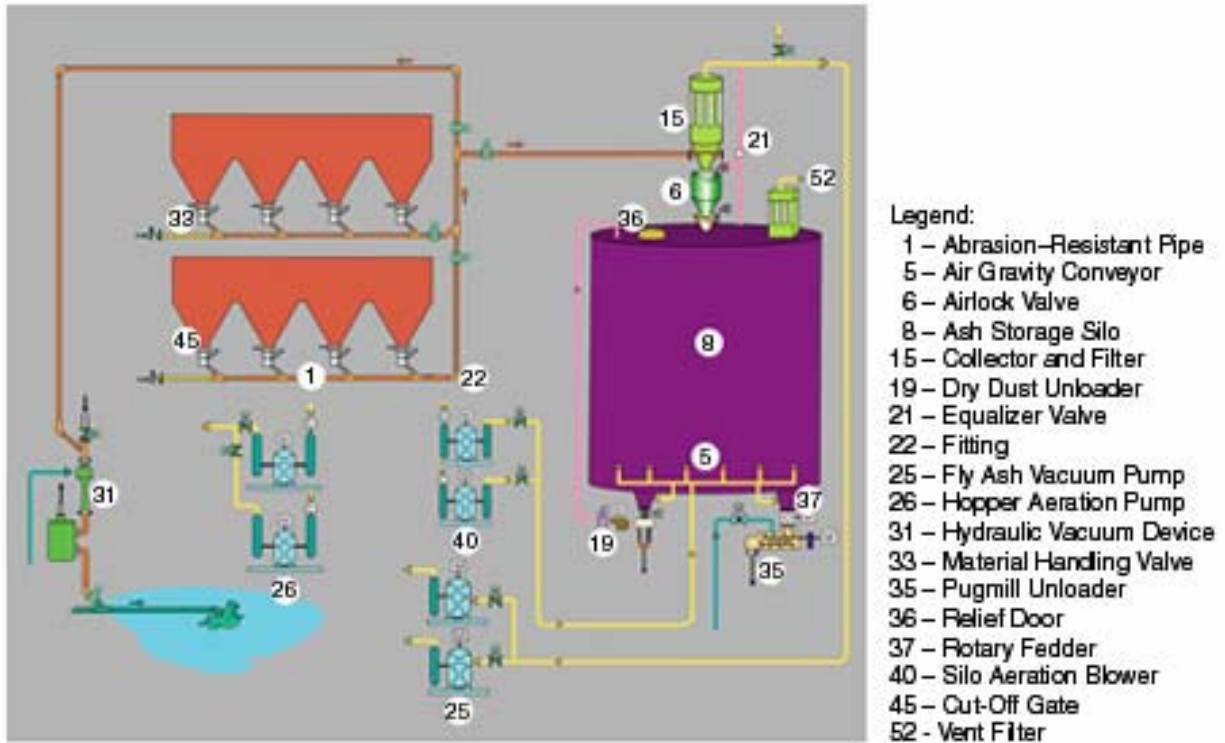 15
21
6
52
33
36
45
8
1
22
5
31
37
40
19
35
26
25
Legend:
1 – Abrasion–Resistant Pipe
5 – Air Gravity Conveyor
6 – Airlock Valve
8 – Ash Storage Silo
15 – Collector and Filter
19 – Dry Dust Unloader
21 – Equalizer Valve
22 – Fitting
25 – Fly Ash Vacuum Pump
26 – Hopper Aeration Pump
31 – Hydraulic Vacuum Device
33 – Material Handling Valve
35 – Pugmill Unloader
36 – Relief Door
37 – Rotary Fedder
40 – Silo Aeration Blower
45 – Cut-Off Gate
52 - Vent Filter